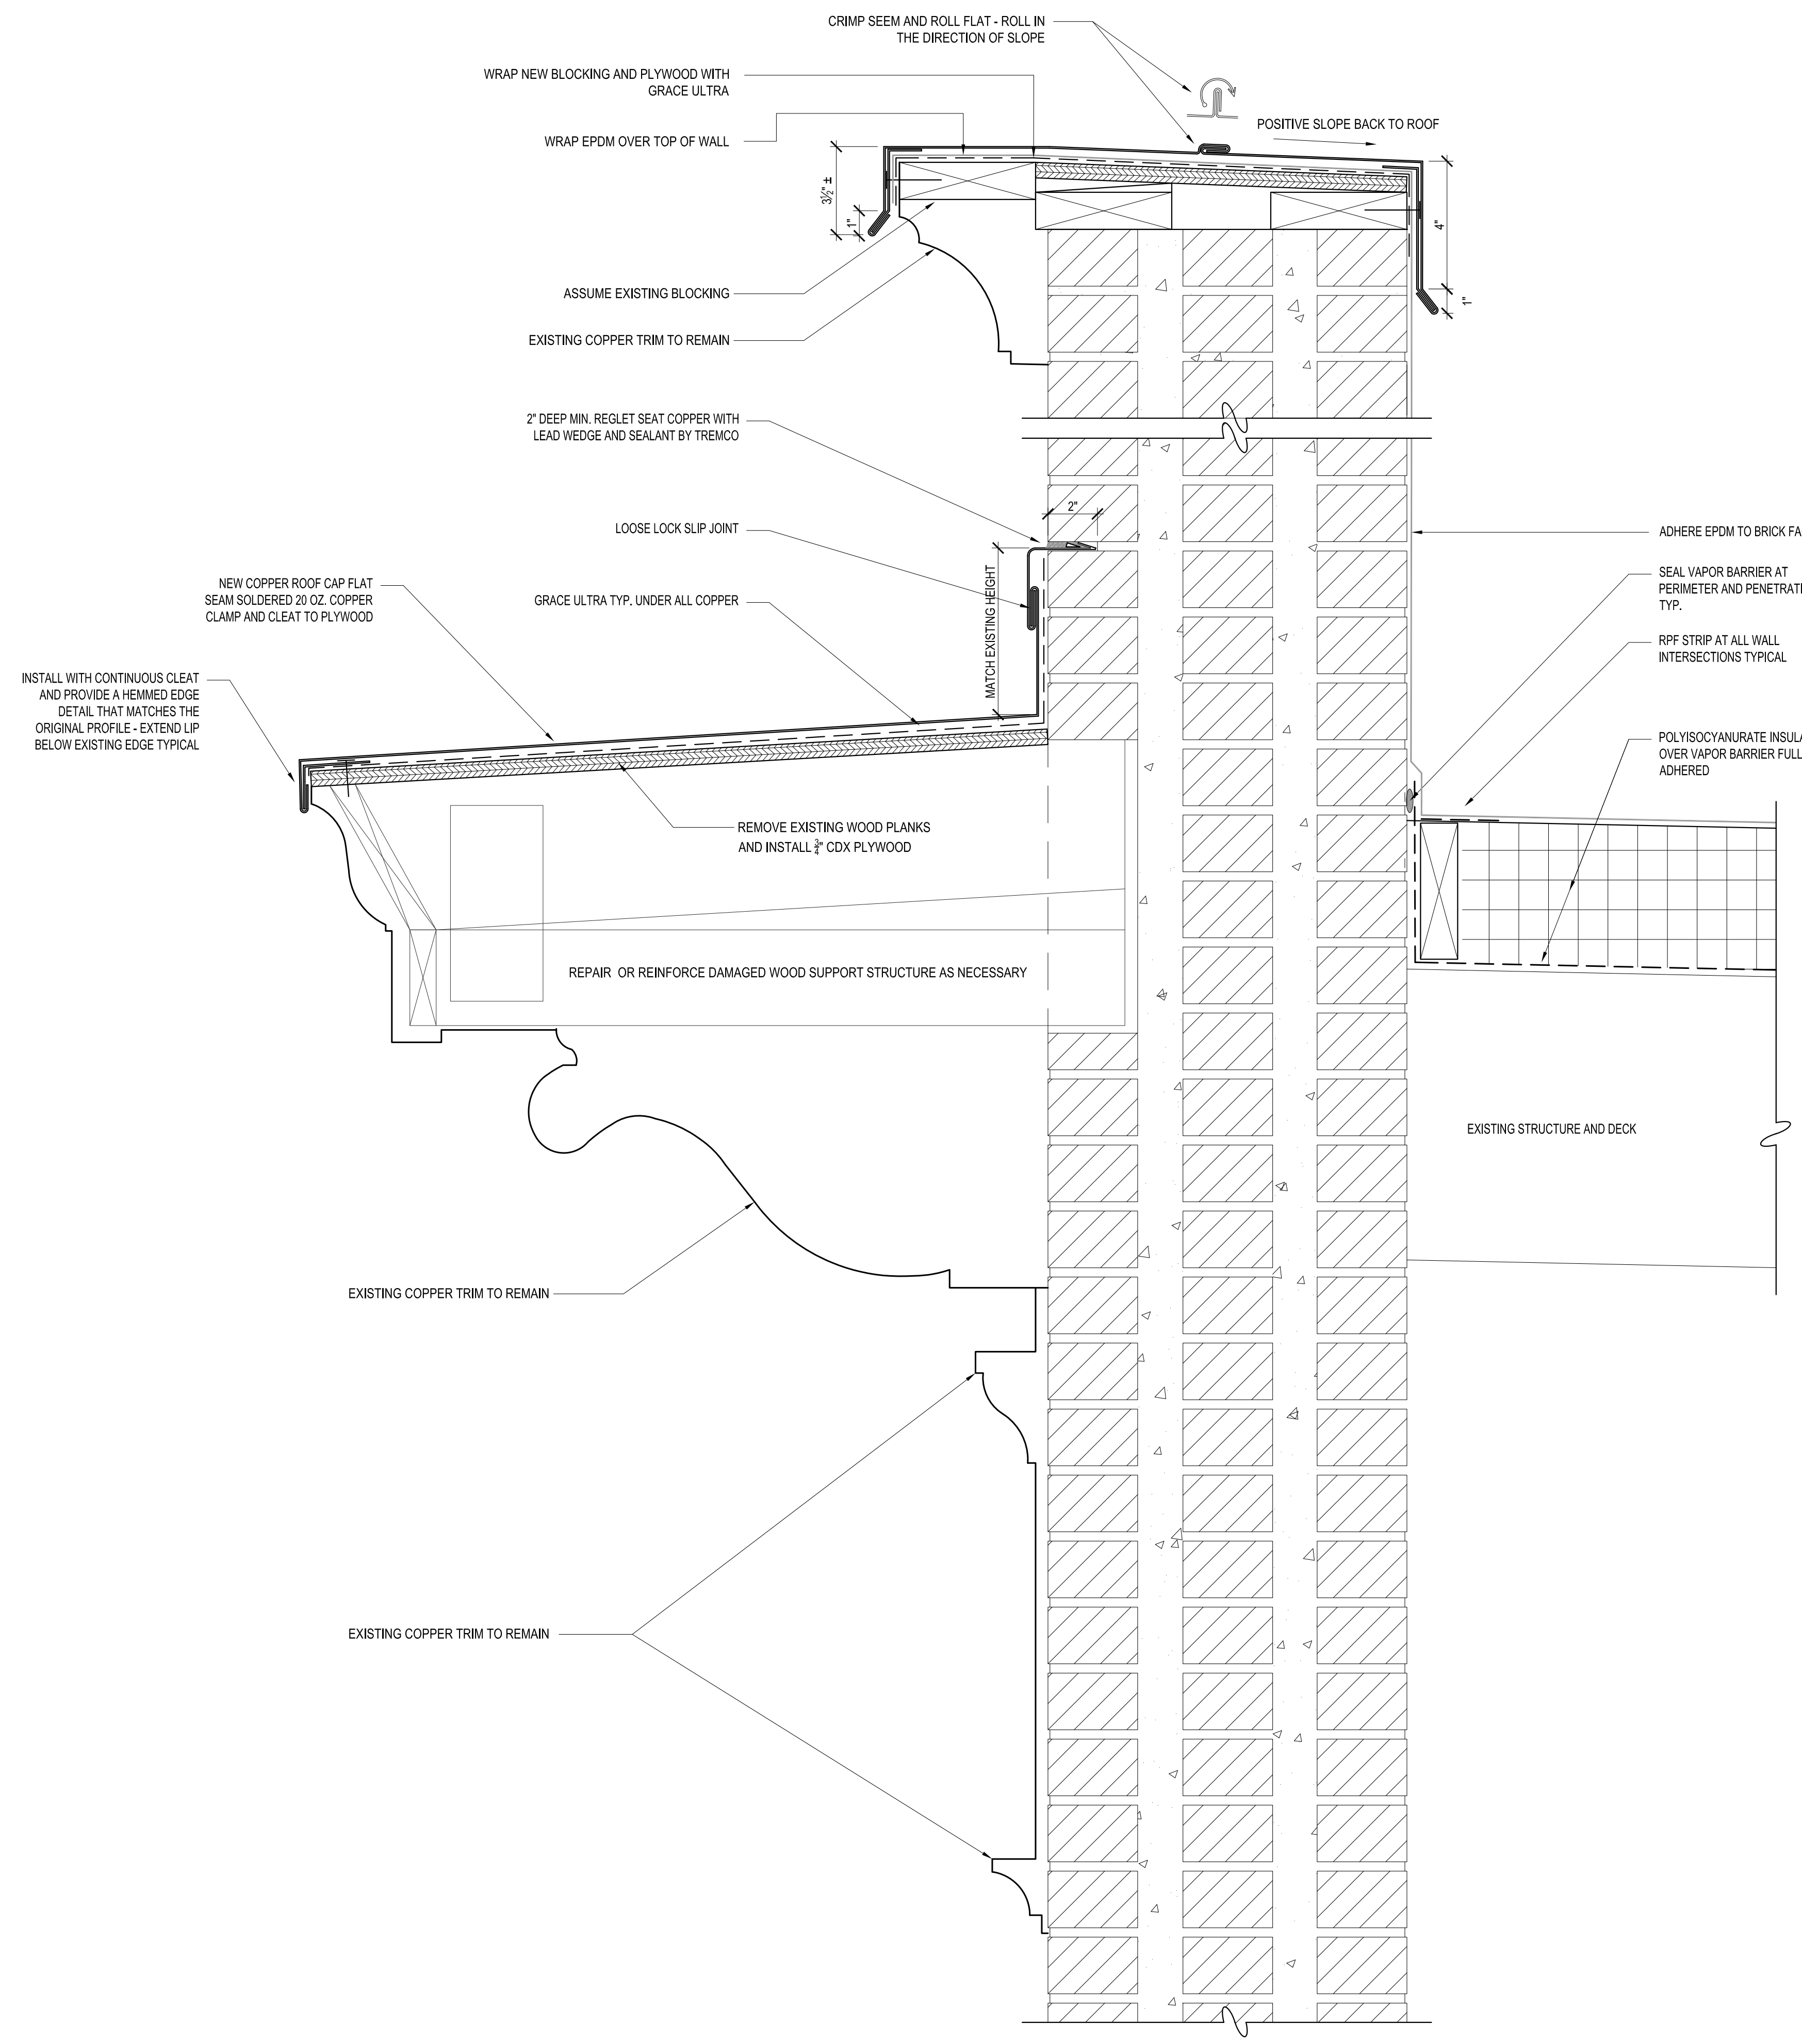 CRIMP SEEM AND ROLL FLAT - ROLL IN
THE DIRECTION OF SLOPE
WRAP NEW BLOCKING AND PLYWOOD WITH
GRACE ULTRA
WRAP EPDM OVER TOP OF WALL
POSITIVE SLOPE BACK TO ROOF
3½" ±
1"
4"
1"
ASSUME EXISTING BLOCKING
EXISTING COPPER TRIM TO REMAIN
2" DEEP MIN. REGLET SEAT COPPER WITH
LEAD WEDGE AND SEALANT BY TREMCO
2"
LOOSE LOCK SLIP JOINT
MATCH EXISTING HEIGHT
NEW COPPER ROOF CAP FLAT
SEAM SOLDERED 20 OZ. COPPER
CLAMP AND CLEAT TO PLYWOOD
GRACE ULTRA TYP. UNDER ALL COPPER
INSTALL WITH CONTINUOUS CLEAT
AND PROVIDE A HEMMED EDGE
DETAIL THAT MATCHES THE
ORIGINAL PROFILE - EXTEND LIP
BELOW EXISTING EDGE TYPICAL
ADHERE EPDM TO BRICK FA
SEAL VAPOR BARRIER AT
PERIMETER AND PENETRAT
TYP.
RPF STRIP AT ALL WALL
INTERSECTIONS TYPICAL
POLYISOCYANURATE INSUL
OVER VAPOR BARRIER FULL
ADHERED
REMOVE EXISTING WOOD PLANKS
AND INSTALL ¾" CDX PLYWOOD
REPAIR OR REINFORCE DAMAGED WOOD SUPPORT STRUCTURE AS NECESSARY
EXISTING STRUCTURE AND DECK
EXISTING COPPER TRIM TO REMAIN
EXISTING COPPER TRIM TO REMAIN